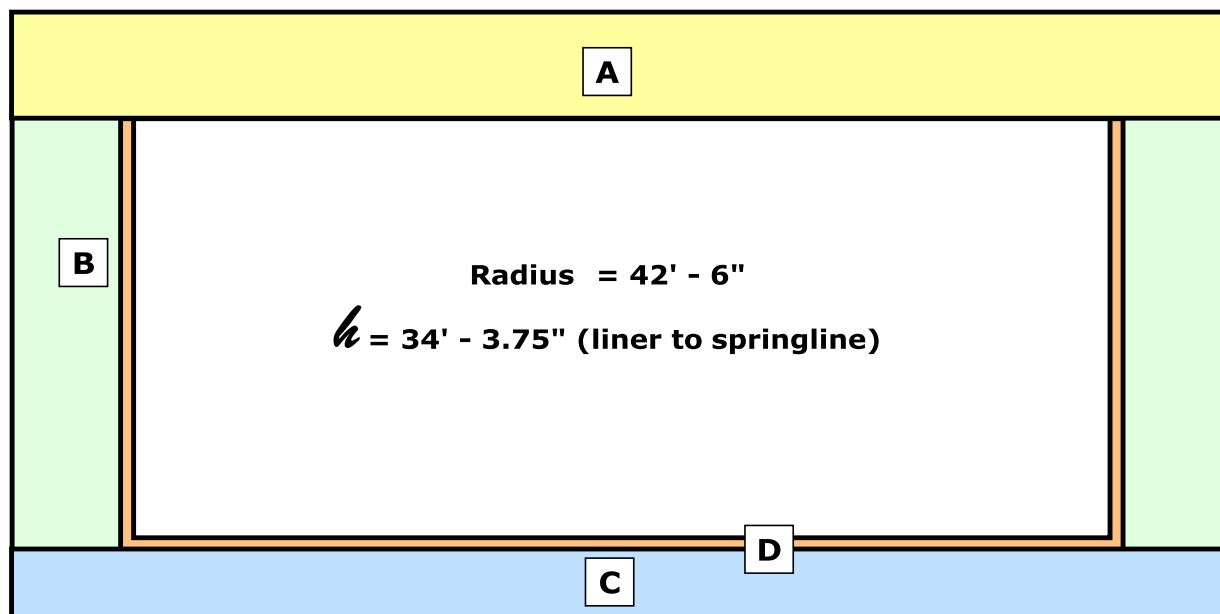 A
B
Radius = 42' - 6"
h = 34' - 3.75" (liner to springline)
D
C